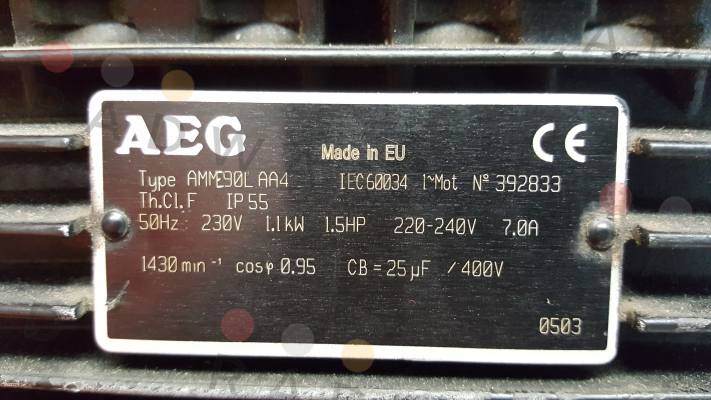 AEG
Made in EU
CE
Type AMME90L AA4 IEC60034 1~Mot Nº 392833
Th.Cl.F IP 55
50Hz 230V 1.1kW 1.5HP 220-240V 7.0A
1430 min⁻¹ cosφ 0.95 CB = 25µF / 400V
0503